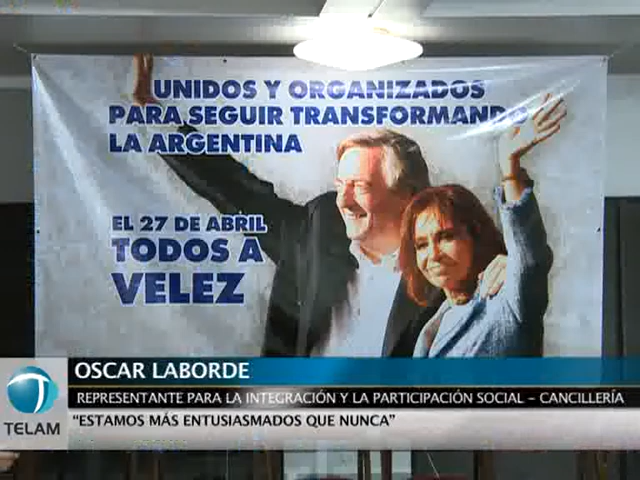 UNIDOS Y ORGANIZADOS
PARA SEGUIR TRANSFORMANDO
LA ARGENTINA
EL 27 DE ABRIL
TODOS A
VELEZ
OSCAR LABORDE
REPRESENTANTE PARA LA INTEGRACIÓN Y LA PARTICIPACIÓN SOCIAL – CANCILLERÍA
TELAM
"ESTAMOS MÁS ENTUSIASMADOS QUE NUNCA"